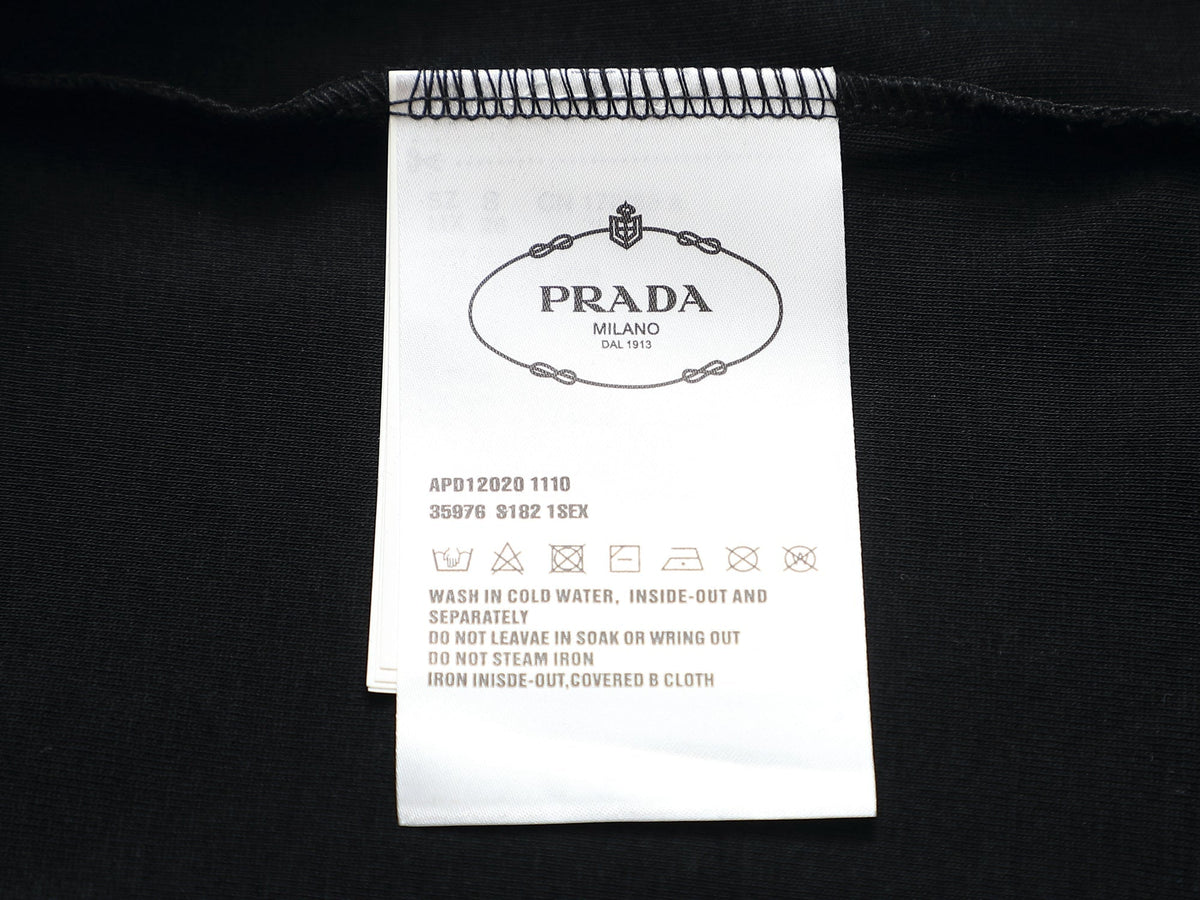 PRADA
MILANO
DAL 1913
APD12020 1110
35976 S182 1SEX
WASH IN COLD WATER, INSIDE-OUT AND
SEPARATELY
DO NOT LEAVAE IN SOAK OR WRING OUT
DO NOT STEAM IRON
IRON INISDE-OUT,COVERED B CLOTH